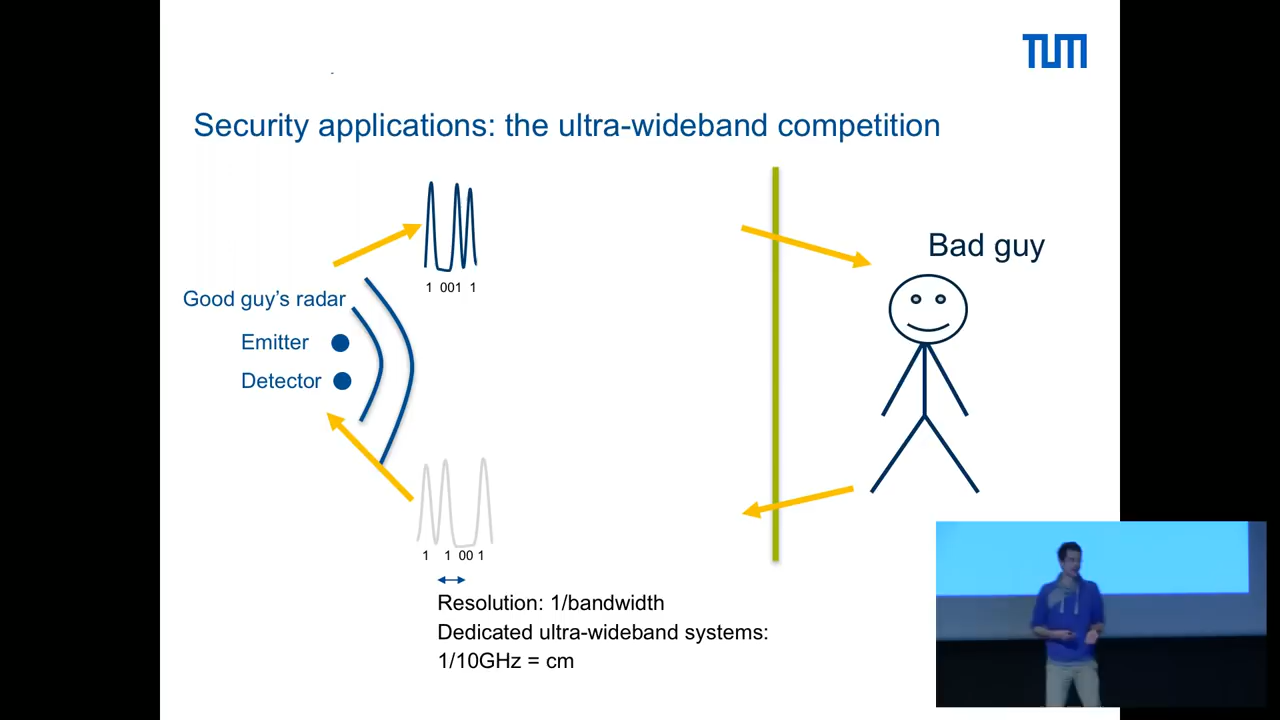 TUM
Security applications: the ultra-wideband competition
1 001 1
Bad guy
Good guy's radar
Emitter
Detector
1 1 00 1
Resolution: 1/bandwidth
Dedicated ultra-wideband systems:
1/10GHz = cm